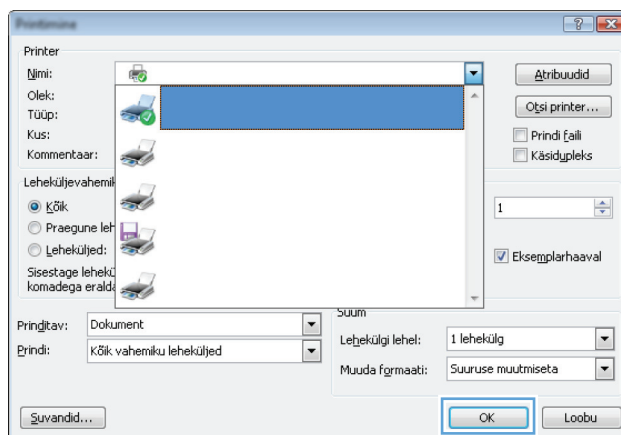 Printimine
Printer
Nimi:
Atribuudid
Olek:
Otsi printer...
Tüüp:
Kus:
Prindi faili
Kommentaar:
Käsidupleks
Leheküljevahemik
Kõik
1
Praegune leh
Leheküljed:
Eksemplarhaaval
Sisestage lehekü
komadega eralda
Suum
Prinditav:
Dokument
Lehekülgi lehel:
1 lehekülg
Prindi:
Kõik vahemiku leheküljed
Muuda formaati:
Suuruse muutmiseta
Suvandid...
OK
Loobu